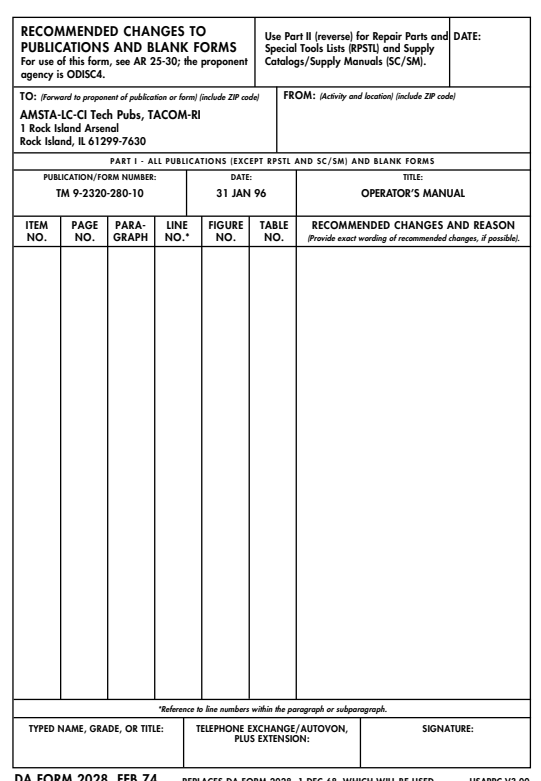 RECOMMENDED CHANGES TO
PUBLICATIONS AND BLANK FORMS
For use of this form, see AR 25-30; the proponent
agency is ODISC4.
Use Part II (reverse) for Repair Parts and
Special Tools Lists (RPSTL) and Supply
Catalogs/Supply Manuals (SC/SM).
DATE:
TO: (Forward to proponent of publication or form) (include ZIP code)
AMSTA-LC-CI Tech Pubs, TACOM-RI
1 Rock Island Arsenal
Rock Island, IL 61299-7630
FROM: (Activity and location) (include ZIP code)
PART I - ALL PUBLICATIONS (EXCEPT RPSTL AND SC/SM) AND BLANK FORMS
PUBLICATION/FORM NUMBER:
TM 9-2320-280-10
DATE:
31 JAN 96
TITLE:
OPERATOR'S MANUAL
ITEM
NO.
PAGE
NO.
PARA-
GRAPH
LINE
NO.*
FIGURE
NO.
TABLE
NO.
RECOMMENDED CHANGES AND REASON
(Provide exact wording of recommended changes, if possible).
*Reference to line numbers within the paragraph or subparagraph.
TYPED NAME, GRADE, OR TITLE:
TELEPHONE EXCHANGE/AUTOVON,
PLUS EXTENSION:
SIGNATURE:
DA FORM 2028, FEB 74
REPLACES DA FORM 2028, 1 DEC 68, WHICH WILL BE USED.
USAPPC V3.00